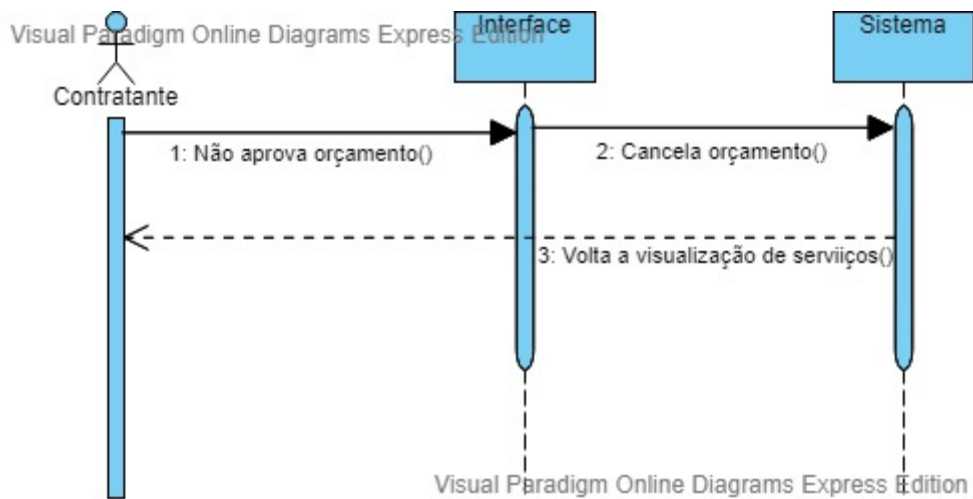 Visual Paradigm Online Diagrams Express Edition
Interface
Sistema
Contratante
1: Não aprova orçamento()
2: Cancela orçamento()
3: Volta a visualização de serviiços()
Visual Paradigm Online Diagrams Express Edition